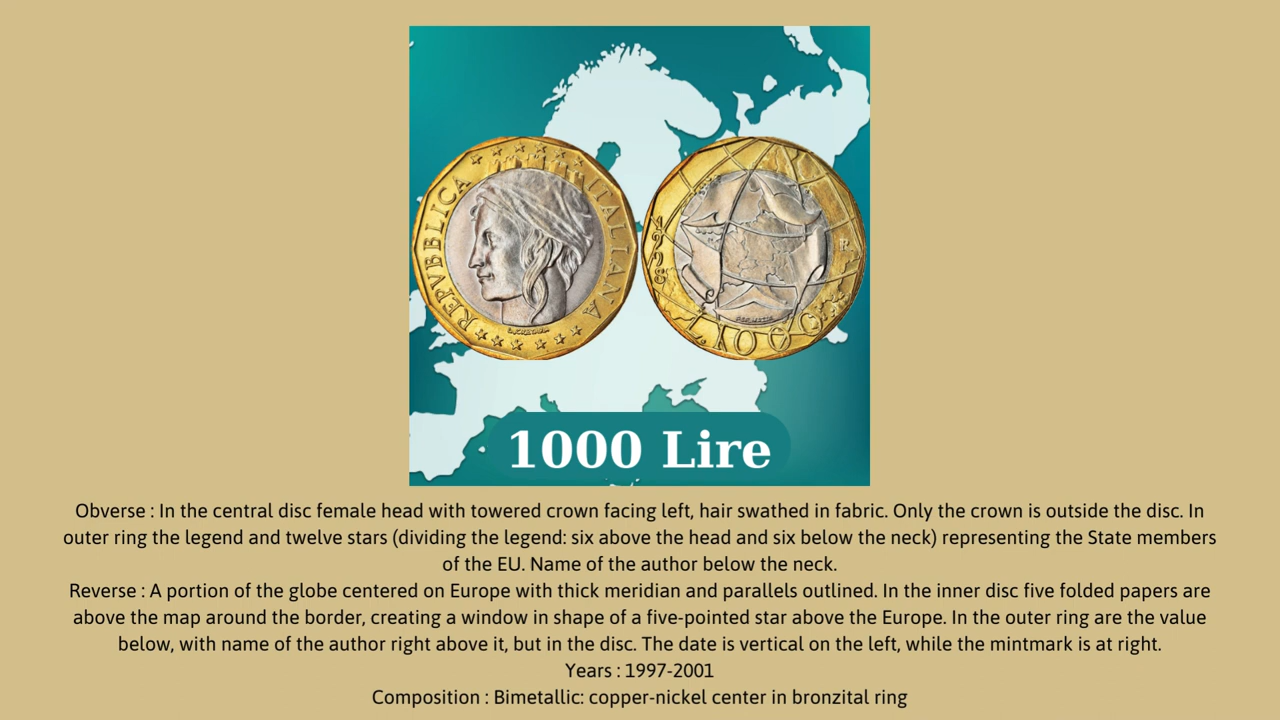 REPVBBLICA ITALIANA
1998
R
L.1000
1000 Lire
Obverse : In the central disc female head with towered crown facing left, hair swathed in fabric. Only the crown is outside the disc. In
outer ring the legend and twelve stars (dividing the legend: six above the head and six below the neck) representing the State members
of the EU. Name of the author below the neck.
Reverse : A portion of the globe centered on Europe with thick meridian and parallels outlined. In the inner disc five folded papers are
above the map around the border, creating a window in shape of a five-pointed star above the Europe. In the outer ring are the value
below, with name of the author right above it, but in the disc. The date is vertical on the left, while the mintmark is at right.
Years : 1997-2001
Composition : Bimetallic: copper-nickel center in bronzital ring